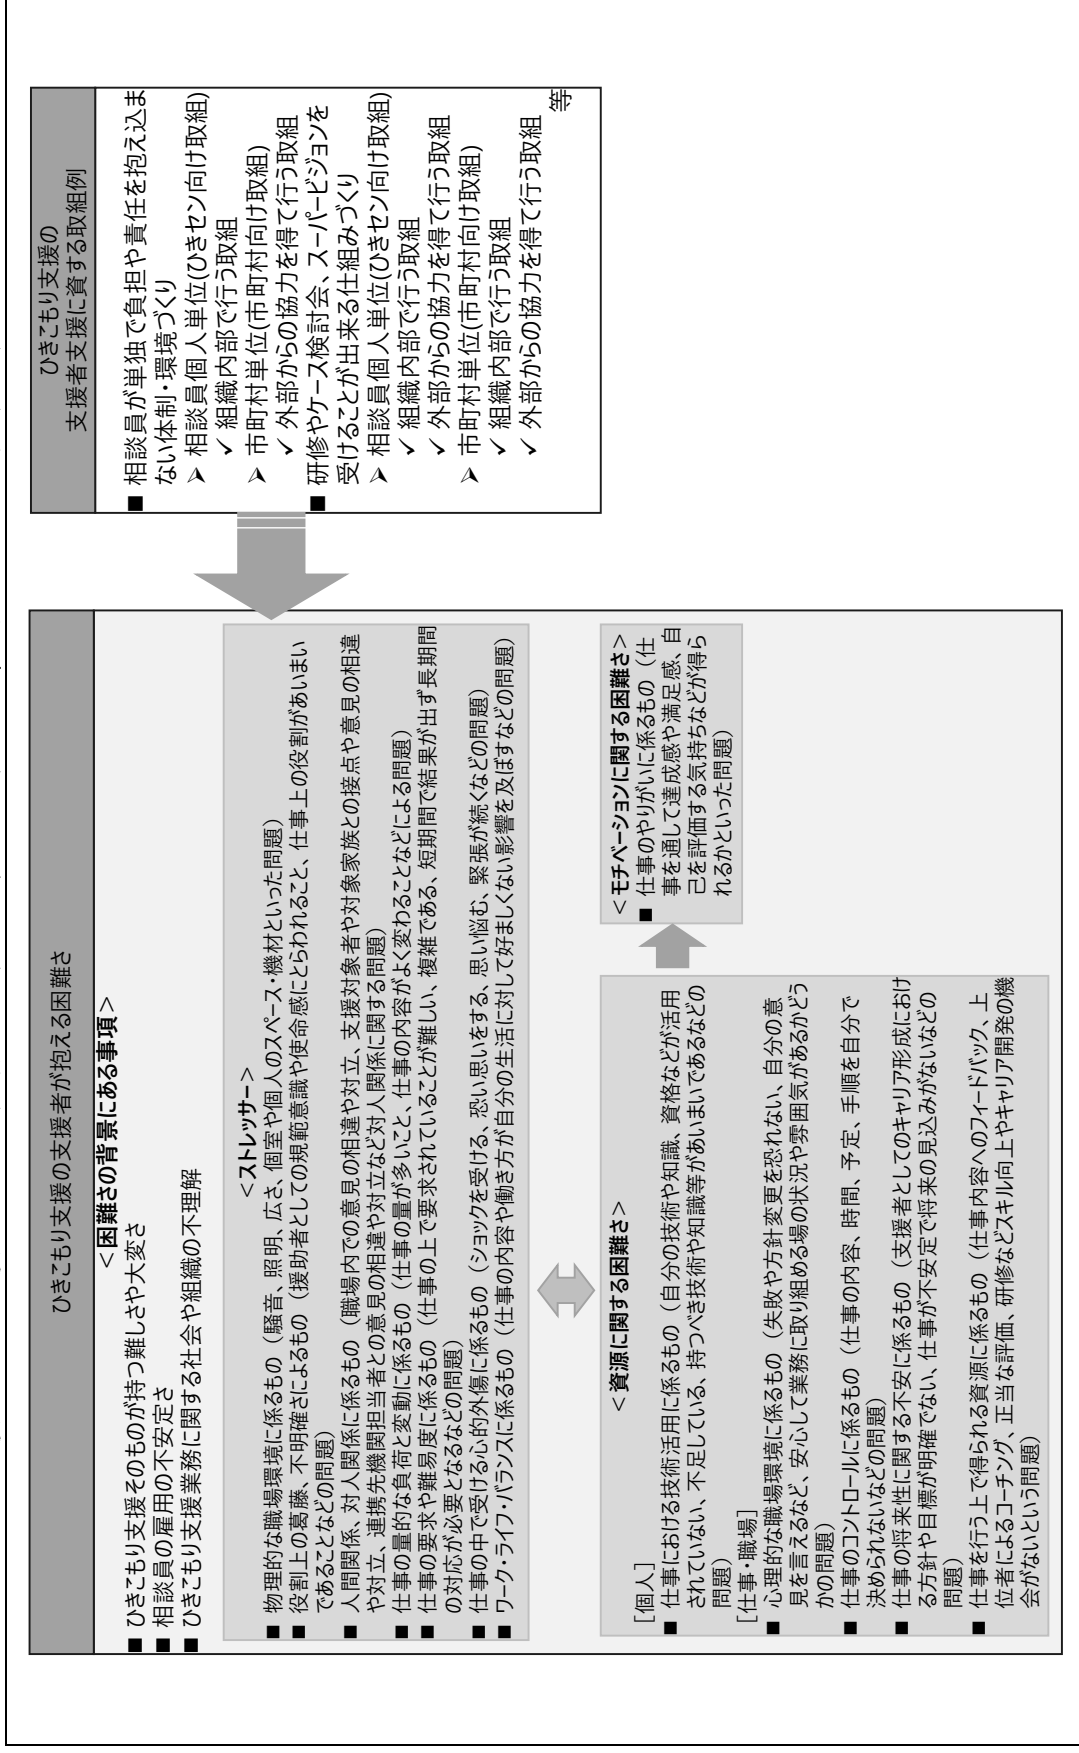 ひきこもり支援の支援者が抱える困難さ
＜困難さの背景にある事項＞
■ ひきこもり支援そのものが持つ難しさや大変さ
■ 相談員の雇用の不安定さ
■ ひきこもり支援業務に関する社会や組織の不理解
＜ストレッサー＞
■ 物理的な職場環境に係るもの（騒音、照明、広さ、個室や個人のスペース・機材といった問題）
■ 役割上の葛藤、不明確さによるもの（援助者としての規範意識や使命感にとらわれること、仕事上の役割があいまい
であることなどの問題）
■ 人間関係、対人関係に係るもの（職場内での意見の相違や対立、支援対象者や対象家族との接点や意見の相違
や対立、連携先機関担当者との意見の相違や対立など対人関係に関する問題）
■ 仕事の量的な負荷と変動に係るもの（仕事の量が多いこと、仕事の内容がよく変わることなどによる問題）
■ 仕事の要求や難易度に係るもの（仕事の上で要求されていることが難しい、複雑である、短期間で結果が出ず長期間
の対応が必要となるなどの問題）
■ 仕事の中で受ける心的外傷に係るもの（ショックを受ける、恐い思いをする、思い悩む、緊張が続くなどの問題）
■ ワーク・ライフ・バランスに係るもの（仕事の内容や働き方が自分の生活に対して好ましくない影響を及ぼすなどの問題）
＜資源に関する困難さ＞
［個人］
■ 仕事における技術活用に係るもの（自分の技術や知識、資格などが活用
されていない、不足している、持つべき技術や知識等があいまいであるなどの
問題）
［仕事・職場］
■ 心理的な職場環境に係るもの（失敗や方針変更を恐れない、自分の意
見を言えるなど、安心して業務に取り組める場の状況や雰囲気があるかどう
かの問題）
■ 仕事のコントロールに係るもの（仕事の内容、時間、予定、手順を自分で
決められないなどの問題）
■ 仕事の将来性に関する不安に係るもの（支援者としてのキャリア形成におけ
る方針や目標が明確でない、仕事が不安定で将来の見込みがないなどの
問題）
■ 仕事を行う上で得られる資源に係るもの（仕事内容へのフィードバック、上
位者によるコーチング、正当な評価、研修などスキル向上やキャリア開発の機
会がないという問題）
＜モチベーションに関する困難さ＞
■ 仕事のやりがいに係るもの（仕
事を通して達成感や満足感、自
己を評価する気持ちなどが得ら
れるかといった問題）
ひきこもり支援の
支援者支援に資する取組例
■ 相談員が単独で負担や責任を抱え込ま
ない体制・環境づくり
➢ 相談員個人単位(ひきセン向け取組)
✓ 組織内部で行う取組
➢ 市町村単位(市町村向け取組)
✓ 外部からの協力を得て行う取組
■ 研修やケース検討会、スーパービジョンを
受けることが出来る仕組みづくり
➢ 相談員個人単位(ひきセン向け取組)
✓ 組織内部で行う取組
✓ 外部からの協力を得て行う取組
➢ 市町村単位(市町村向け取組)
✓ 組織内部で行う取組
✓ 外部からの協力を得て行う取組
等